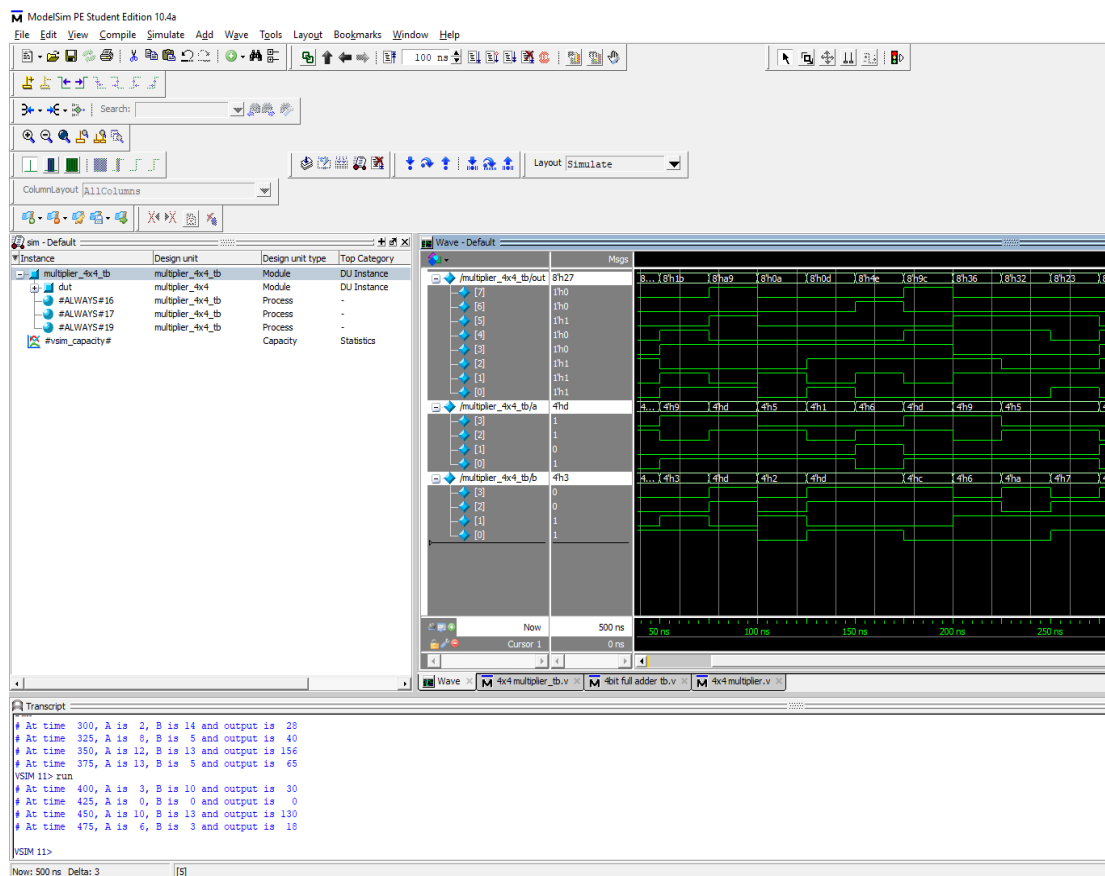 ModelSim PE Student Edition 10.4a
File Edit View Compile Simulate Add Wave Tools Layout Bookmarks Window Help
100 ns
Search:
Layout Simulate
ColumnLayout AllColumns
sim - Default
Instance Design unit Design unit type Top Category
multiplier_4x4_tb multiplier_4x4_tb Module DU Instance
dut multiplier_4x4 Module DU Instance
#ALWAYS#16 multiplier_4x4_tb Process -
#ALWAYS#17 multiplier_4x4_tb Process -
#ALWAYS#19 multiplier_4x4_tb Process -
#vsim_capacity# Capacity Statistics
Wave - Default
Msgs
/multiplier_4x4_tb/out 8'h27 8... 8'h1b 8'ha9 8'h0a 8'h0d 8'h4e 8'h9c 8'h36 8'h32 8'h23
[7] 1'h0
[6] 1'h0
[5] 1'h1
[4] 1'h0
[3] 1'h0
[2] 1'h1
[1] 1'h1
[0] 1'h1
/multiplier_4x4_tb/a 4'hd 4... 4'h9 4'hd 4'h5 4'h1 4'h6 4'hd 4'h9 4'h5
[3] 1
[2] 1
[1] 0
[0] 1
/multiplier_4x4_tb/b 4'h3 4... 4'h3 4'hd 4'h2 4'hd 4'hc 4'h6 4'ha 4'h7
[3] 0
[2] 0
[1] 1
[0] 1
Now 500 ns
Cursor 1 0 ns
50 ns 100 ns 150 ns 200 ns 250 ns
Wave 4x4 multiplier_tb.v 4bit full adder tb.v 4x4 multiplier.v
Transcript
# At time 300, A is 2, B is 14 and output is 28
# At time 325, A is 8, B is 5 and output is 40
# At time 350, A is 12, B is 13 and output is 156
# At time 375, A is 13, B is 5 and output is 65
VSIM 11> run
# At time 400, A is 3, B is 10 and output is 30
# At time 425, A is 0, B is 0 and output is 0
# At time 450, A is 10, B is 13 and output is 130
# At time 475, A is 6, B is 3 and output is 18
VSIM 11>
Now: 500 ns Delta: 3 [5]